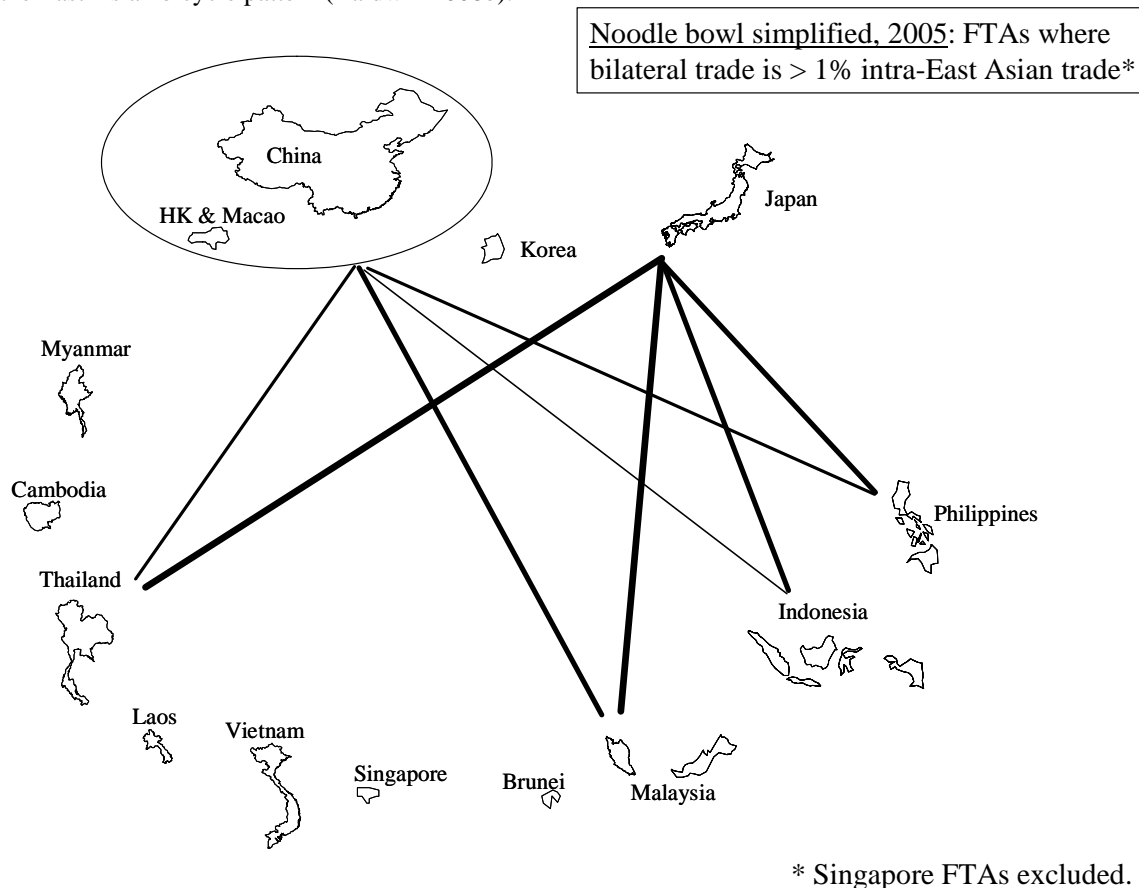 Noodle bowl simplified, 2005: FTAs where
bilateral trade is > 1% intra-East Asian trade*
China
HK & Macao
Japan
Korea
Myanmar
Cambodia
Philippines
Thailand
Indonesia
Laos
Vietnam
Singapore
Brunei
Malaysia
* Singapore FTAs excluded.